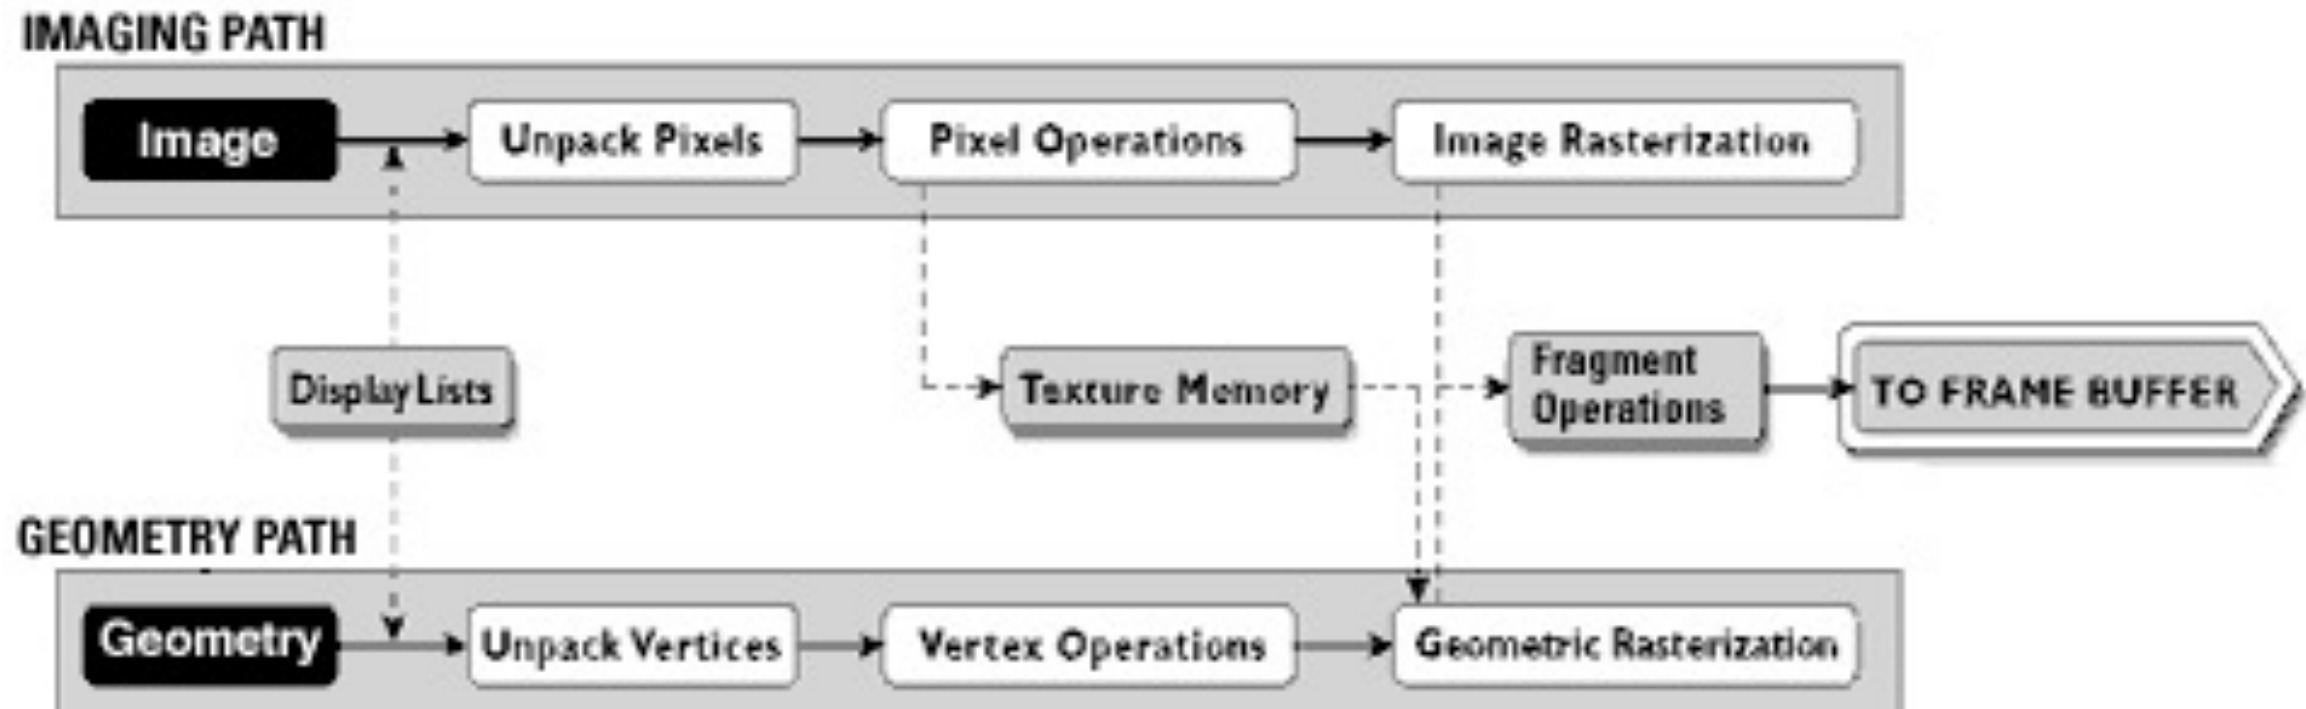 IMAGING PATH
Image
Unpack Pixels
Pixel Operations
Image Rasterization
Display Lists
Texture Memory
Fragment
Operations
TO FRAME BUFFER
GEOMETRY PATH
Geometry
Unpack Vertices
Vertex Operations
Geometric Rasterization